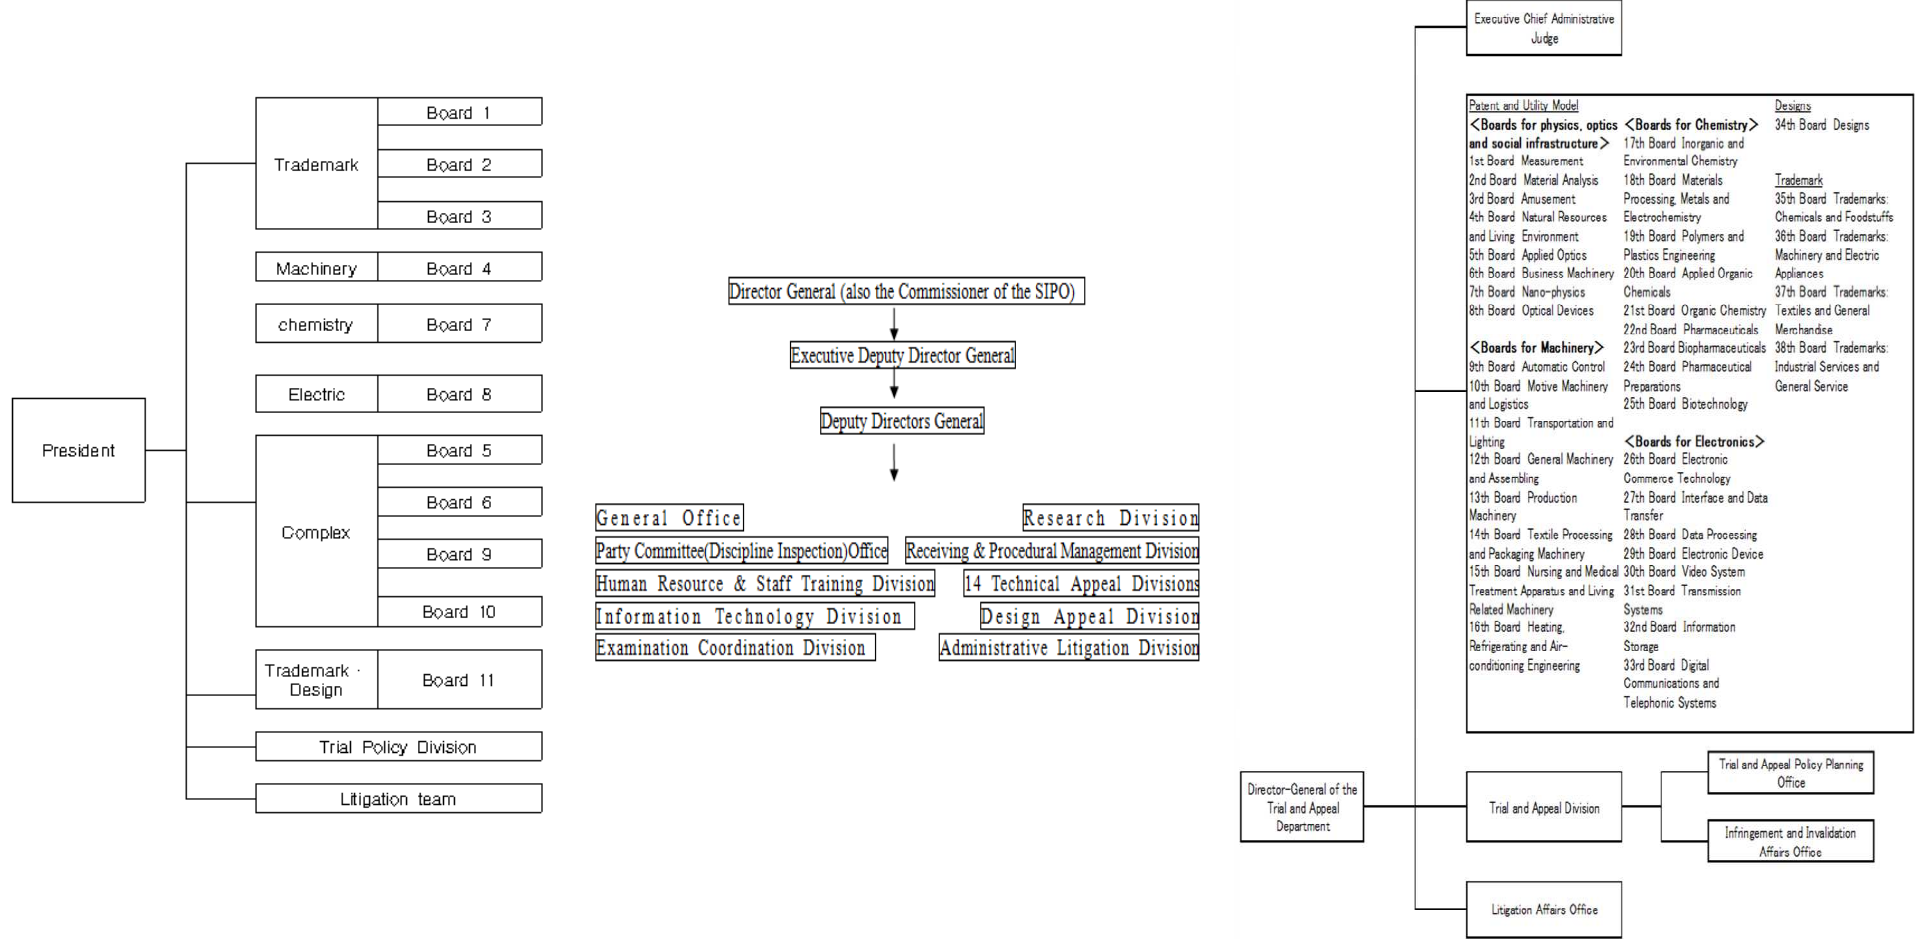 President
Trademark
Board 1
Board 2
Board 3
Machinery
Board 4
chemistry
Board 7
Electric
Board 8
Complex
Board 5
Board 6
Board 9
Board 10
Trademark ·
Design
Board 11
Trial Policy Division
Litigation team
Director General (also the Commissioner of the SIPO)
Executive Deputy Director General
Deputy Directors General
General Office
Party Committee(Discipline Inspection)Office
Human Resource & Staff Training Division
Information Technology Division
Examination Coordination Division
Research Division
Receiving & Procedural Management Division
14 Technical Appeal Divisions
Design Appeal Division
Administrative Litigation Division
Director-General of the
Trial and Appeal
Department
Executive Chief Administrative
Judge
Patent and Utility Model
<Boards for physics, optics
and social infrastructure>
1st Board Measurement
2nd Board Material Analysis
3rd Board Amusement
4th Board Natural Resources
and Living Environment
5th Board Applied Optics
6th Board Business Machinery
7th Board Nano-physics
8th Board Optical Devices
<Boards for Machinery>
9th Board Automatic Control
10th Board Motive Machinery
and Logistics
11th Board Transportation and
Lighting
12th Board General Machinery
and Assembling
13th Board Production
Machinery
14th Board Textile Processing
and Packaging Machinery
15th Board Nursing and Medical
Treatment Apparatus and Living
Related Machinery
16th Board Heating,
Refrigerating and Air-
conditioning Engineering
<Boards for Chemistry>
17th Board Inorganic and
Environmental Chemistry
18th Board Materials
Processing, Metals and
Electrochemistry
19th Board Polymers and
Plastics Engineering
20th Board Applied Organic
Chemicals
21st Board Organic Chemistry
22nd Board Pharmaceuticals
23rd Board Biopharmaceuticals
24th Board Pharmaceutical
Preparations
25th Board Biotechnology
<Boards for Electronics>
26th Board Electronic
Commerce Technology
27th Board Interface and Data
Transfer
28th Board Data Processing
29th Board Electronic Device
30th Board Video System
31st Board Transmission
Systems
32nd Board Information
Storage
33rd Board Digital
Communications and
Telephonic Systems
Designs
34th Board Designs
Trademark
35th Board Trademarks:
Chemicals and Foodstuffs
36th Board Trademarks:
Machinery and Electric
Appliances
37th Board Trademarks:
Textiles and General
Merchandise
38th Board Trademarks:
Industrial Services and
General Service
Trial and Appeal Division
Trial and Appeal Policy Planning
Office
Infringement and Invalidation
Affairs Office
Litigation Affairs Office